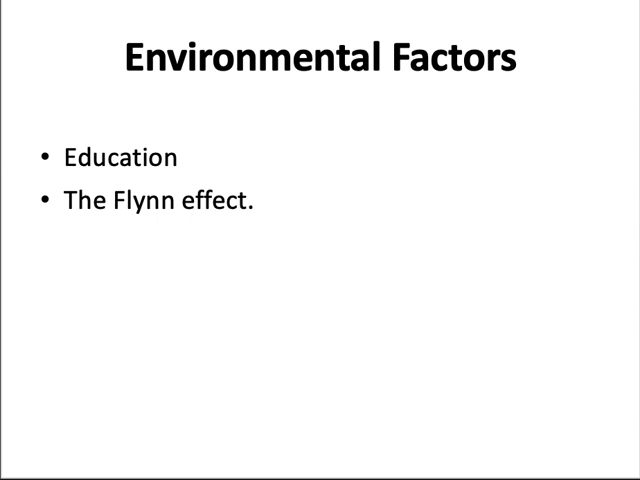 Environmental Factors
• Education
• The Flynn effect.